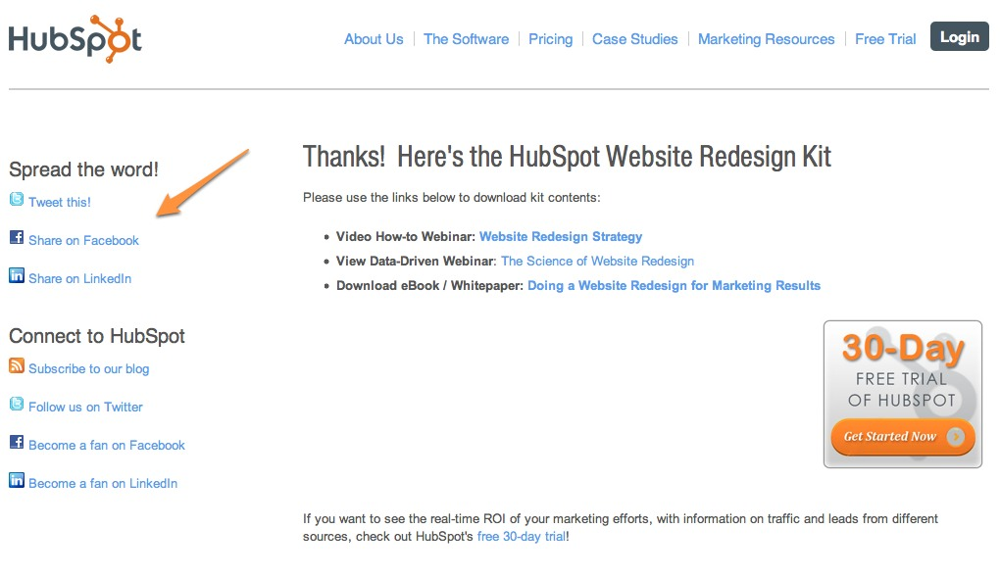 HubSpot
About Us
The Software
Pricing
Case Studies
Marketing Resources
Free Trial
Login
Spread the word!
Tweet this!
Share on Facebook
Share on LinkedIn
Connect to HubSpot
Subscribe to our blog
Follow us on Twitter
Become a fan on Facebook
Become a fan on LinkedIn
Thanks! Here's the HubSpot Website Redesign Kit
Please use the links below to download kit contents:
• Video How-to Webinar: Website Redesign Strategy
• View Data-Driven Webinar: The Science of Website Redesign
• Download eBook / Whitepaper: Doing a Website Redesign for Marketing Results
30-Day
FREE TRIAL
OF HUBSPOT
Get Started Now
If you want to see the real-time ROI of your marketing efforts, with information on traffic and leads from different
sources, check out HubSpot's free 30-day trial!